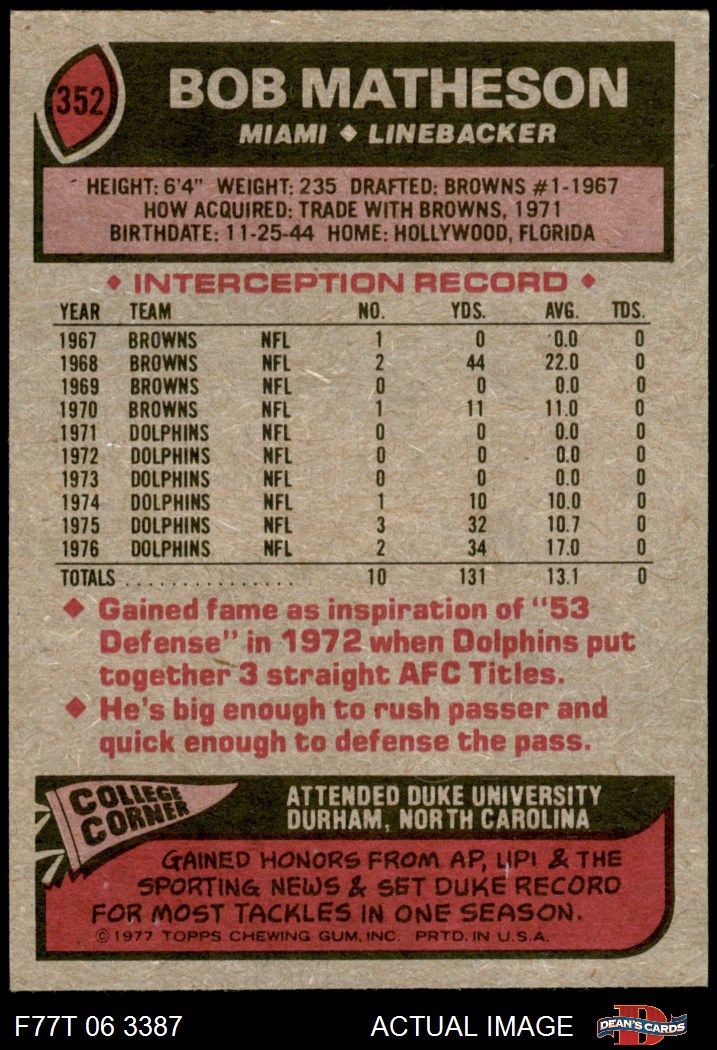 352
BOB MATHESON
MIAMI ◆ LINEBACKER
HEIGHT: 6'4" WEIGHT: 235 DRAFTED: BROWNS #1-1967
HOW ACQUIRED: TRADE WITH BROWNS, 1971
BIRTHDATE: 11-25-44 HOME: HOLLYWOOD, FLORIDA
◆ INTERCEPTION RECORD ◆
YEAR TEAM NO. YDS. AVG. TDS.
1967 BROWNS NFL 1 0 0.0 0
1968 BROWNS NFL 2 44 22.0 0
1969 BROWNS NFL 0 0 0.0 0
1970 BROWNS NFL 1 11 11.0 0
1971 DOLPHINS NFL 0 0 0.0 0
1972 DOLPHINS NFL 0 0 0.0 0
1973 DOLPHINS NFL 0 0 0.0 0
1974 DOLPHINS NFL 1 10 10.0 0
1975 DOLPHINS NFL 3 32 10.7 0
1976 DOLPHINS NFL 2 34 17.0 0
TOTALS . . . . . . . . . . . . . . . 10 131 13.1 0
◆ Gained fame as inspiration of "53
Defense" in 1972 when Dolphins put
together 3 straight AFC Titles.
◆ He's big enough to rush passer and
quick enough to defense the pass.
COLLEGE
CORNER
ATTENDED DUKE UNIVERSITY
DURHAM, NORTH CAROLINA
GAINED HONORS FROM AP, UPI & THE
SPORTING NEWS & SET DUKE RECORD
FOR MOST TACKLES IN ONE SEASON.
© 1977 TOPPS CHEWING GUM, INC. PRTD. IN U.S.A.
F77T 06 3387 ACTUAL IMAGE
D
DEAN'S CARDS